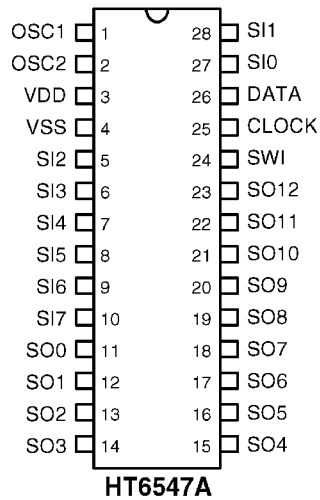 OSC1 1 28 SI1
OSC2 2 27 SI0
VDD 3 26 DATA
VSS 4 25 CLOCK
SI2 5 24 SWI
SI3 6 23 SO12
SI4 7 22 SO11
SI5 8 21 SO10
SI6 9 20 SO9
SI7 10 19 SO8
SO0 11 18 SO7
SO1 12 17 SO6
SO2 13 16 SO5
SO3 14 15 SO4
HT6547A